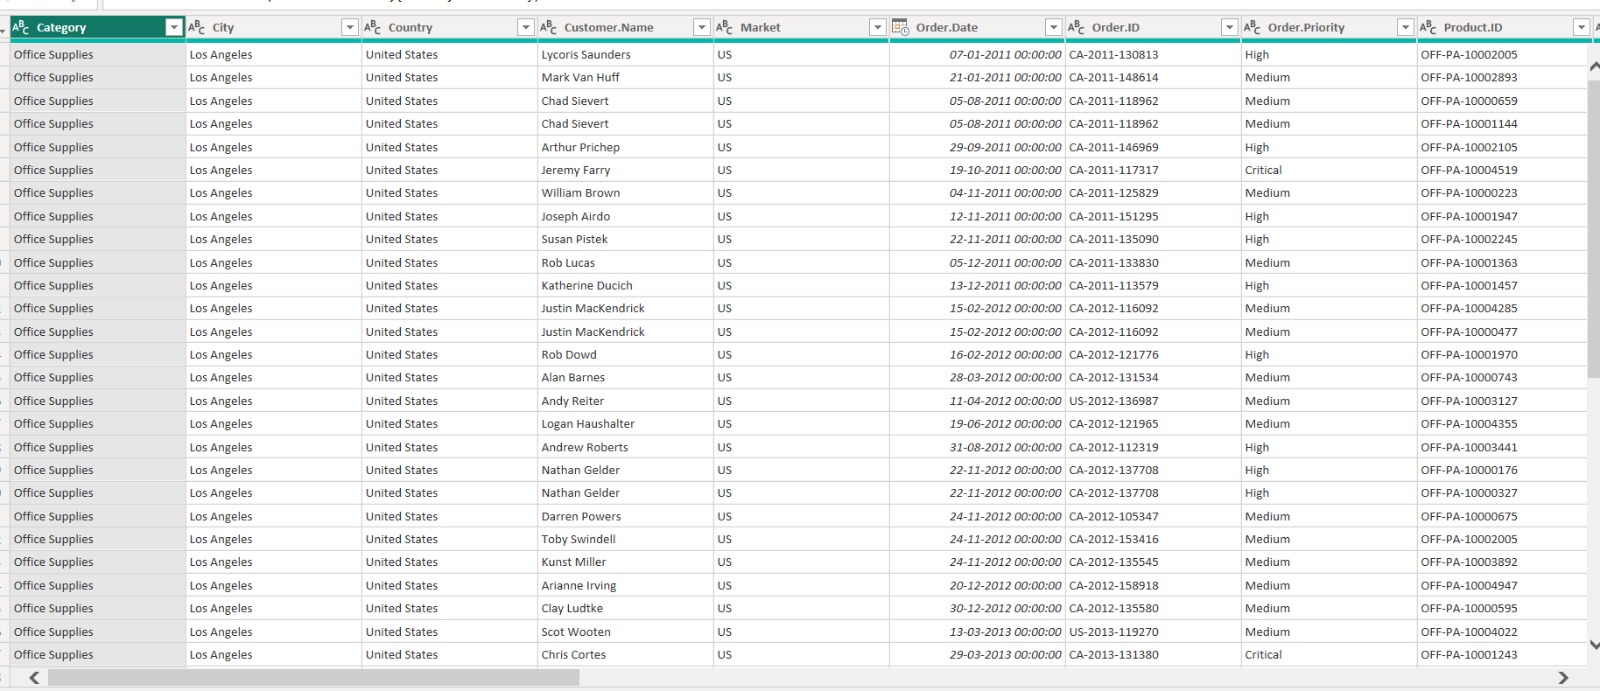 Category City Country Customer.Name Market Order.Date Order.ID Order.Priority Product.ID
Office Supplies Los Angeles United States Lycoris Saunders US 07-01-2011 00:00:00 CA-2011-130813 High OFF-PA-10002005
Office Supplies Los Angeles United States Mark Van Huff US 21-01-2011 00:00:00 CA-2011-148614 Medium OFF-PA-10002893
Office Supplies Los Angeles United States Chad Sievert US 05-08-2011 00:00:00 CA-2011-118962 Medium OFF-PA-10000659
Office Supplies Los Angeles United States Chad Sievert US 05-08-2011 00:00:00 CA-2011-118962 Medium OFF-PA-10001144
Office Supplies Los Angeles United States Arthur Prichep US 29-09-2011 00:00:00 CA-2011-146969 High OFF-PA-10002105
Office Supplies Los Angeles United States Jeremy Farry US 19-10-2011 00:00:00 CA-2011-117317 Critical OFF-PA-10004519
Office Supplies Los Angeles United States William Brown US 04-11-2011 00:00:00 CA-2011-125829 Medium OFF-PA-10000223
Office Supplies Los Angeles United States Joseph Airdo US 12-11-2011 00:00:00 CA-2011-151295 High OFF-PA-10001947
Office Supplies Los Angeles United States Susan Pistek US 22-11-2011 00:00:00 CA-2011-135090 High OFF-PA-10002245
Office Supplies Los Angeles United States Rob Lucas US 05-12-2011 00:00:00 CA-2011-133830 Medium OFF-PA-10001363
Office Supplies Los Angeles United States Katherine Ducich US 13-12-2011 00:00:00 CA-2011-113579 High OFF-PA-10001457
Office Supplies Los Angeles United States Justin MacKendrick US 15-02-2012 00:00:00 CA-2012-116092 Medium OFF-PA-10004285
Office Supplies Los Angeles United States Justin MacKendrick US 15-02-2012 00:00:00 CA-2012-116092 Medium OFF-PA-10000477
Office Supplies Los Angeles United States Rob Dowd US 16-02-2012 00:00:00 CA-2012-121776 High OFF-PA-10001970
Office Supplies Los Angeles United States Alan Barnes US 28-03-2012 00:00:00 CA-2012-131534 Medium OFF-PA-10000743
Office Supplies Los Angeles United States Andy Reiter US 11-04-2012 00:00:00 US-2012-136987 Medium OFF-PA-10003127
Office Supplies Los Angeles United States Logan Haushalter US 19-06-2012 00:00:00 CA-2012-121965 Medium OFF-PA-10004355
Office Supplies Los Angeles United States Andrew Roberts US 31-08-2012 00:00:00 CA-2012-112319 High OFF-PA-10003441
Office Supplies Los Angeles United States Nathan Gelder US 22-11-2012 00:00:00 CA-2012-137708 High OFF-PA-10000176
Office Supplies Los Angeles United States Nathan Gelder US 22-11-2012 00:00:00 CA-2012-137708 High OFF-PA-10000327
Office Supplies Los Angeles United States Darren Powers US 24-11-2012 00:00:00 CA-2012-105347 Medium OFF-PA-10000675
Office Supplies Los Angeles United States Toby Swindell US 24-11-2012 00:00:00 CA-2012-153416 Medium OFF-PA-10002005
Office Supplies Los Angeles United States Kunst Miller US 24-11-2012 00:00:00 CA-2012-135545 Medium OFF-PA-10003892
Office Supplies Los Angeles United States Arianne Irving US 20-12-2012 00:00:00 CA-2012-158918 Medium OFF-PA-10004947
Office Supplies Los Angeles United States Clay Ludtke US 30-12-2012 00:00:00 CA-2012-135580 Medium OFF-PA-10000595
Office Supplies Los Angeles United States Scot Wooten US 13-03-2013 00:00:00 US-2013-119270 Medium OFF-PA-10004022
Office Supplies Los Angeles United States Chris Cortes US 29-03-2013 00:00:00 CA-2013-131380 Critical OFF-PA-10001243